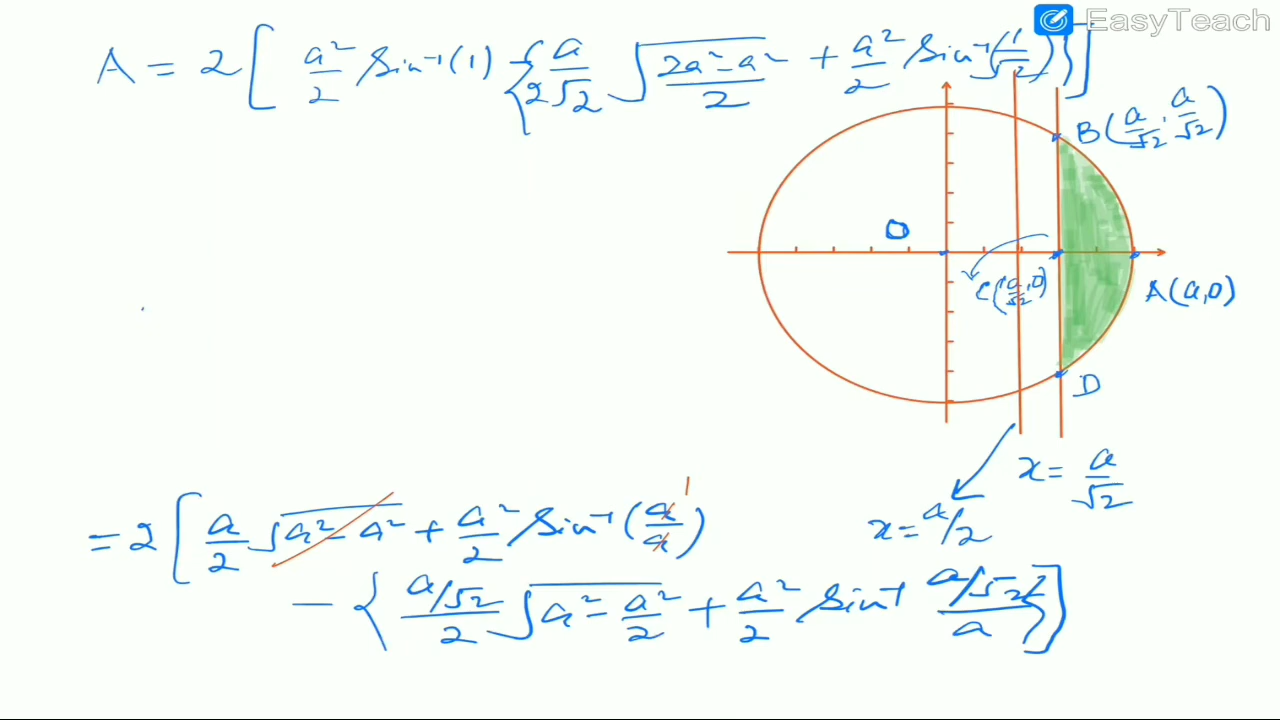 EasyTeach
A = 2 [ a²/2 sin⁻¹(1) - { a/2√2 √(2a²-a²)/2 + a²/2 sin⁻¹(1/√2) } ]
B(a/√2, a/√2)
O
C(a/√2, 0)
A(a,0)
D
x = a/√2
x = a/2
= 2 [ a/2 √a²-a² + a²/2 sin⁻¹(a/a) 1
- { a/√2/2 √a²-a²/2 + a²/2 sin⁻¹ a/√2/a } ]